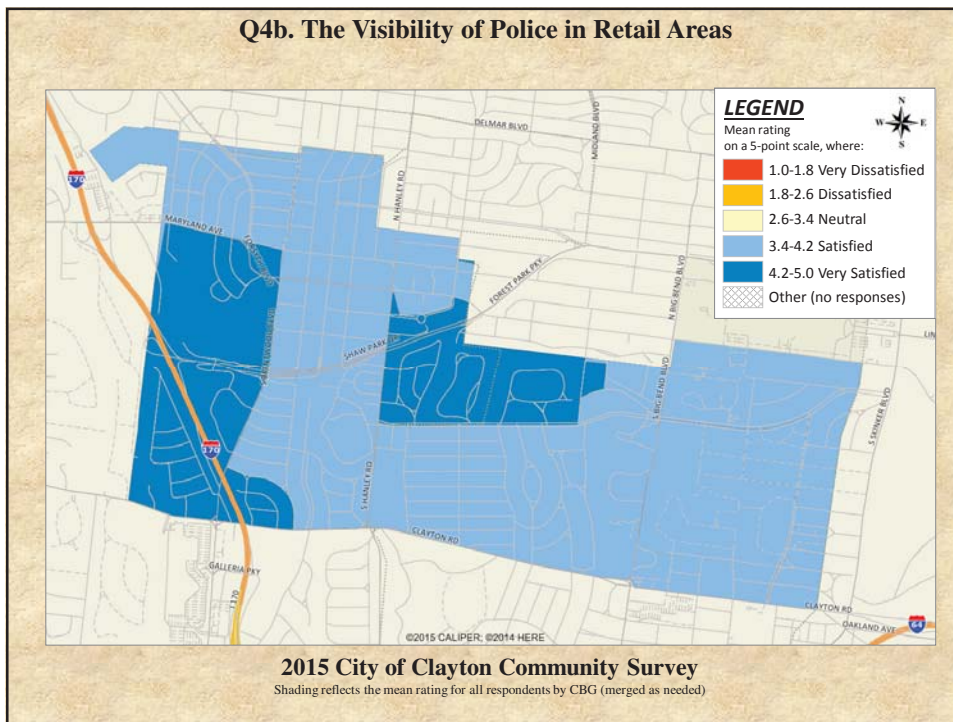 Q4b. The Visibility of Police in Retail Areas
LEGEND
Mean rating
on a 5-point scale, where:
1.0-1.8 Very Dissatisfied
1.8-2.6 Dissatisfied
2.6-3.4 Neutral
3.4-4.2 Satisfied
4.2-5.0 Very Satisfied
Other (no responses)
N
W
E
S
DELMAR BLVD
MIDLAND BLVD
170
N HANLEY RD
MARYLAND AVE
FOREST PARK PKY
N BIG BEND BLVD
LIN
SHAW PARK
S BIG BEND BLVD
S SKINKER BLVD
170
S HANLEY RD
CLAYTON RD
GALLERIA PKY
I 170
CLAYTON RD
OAKLAND AVE
64
©2015 CALIPER; ©2014 HERE
2015 City of Clayton Community Survey
Shading reflects the mean rating for all respondents by CBG (merged as needed)